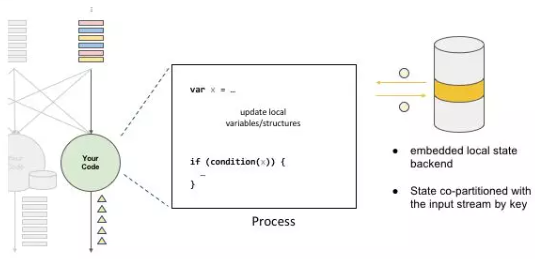 Your
Code
Your
Code
var x = …
update local
variables/structures
if (condition(x)) {
…
}
Process
● embedded local state
backend
● State co-partitioned with
the input stream by key